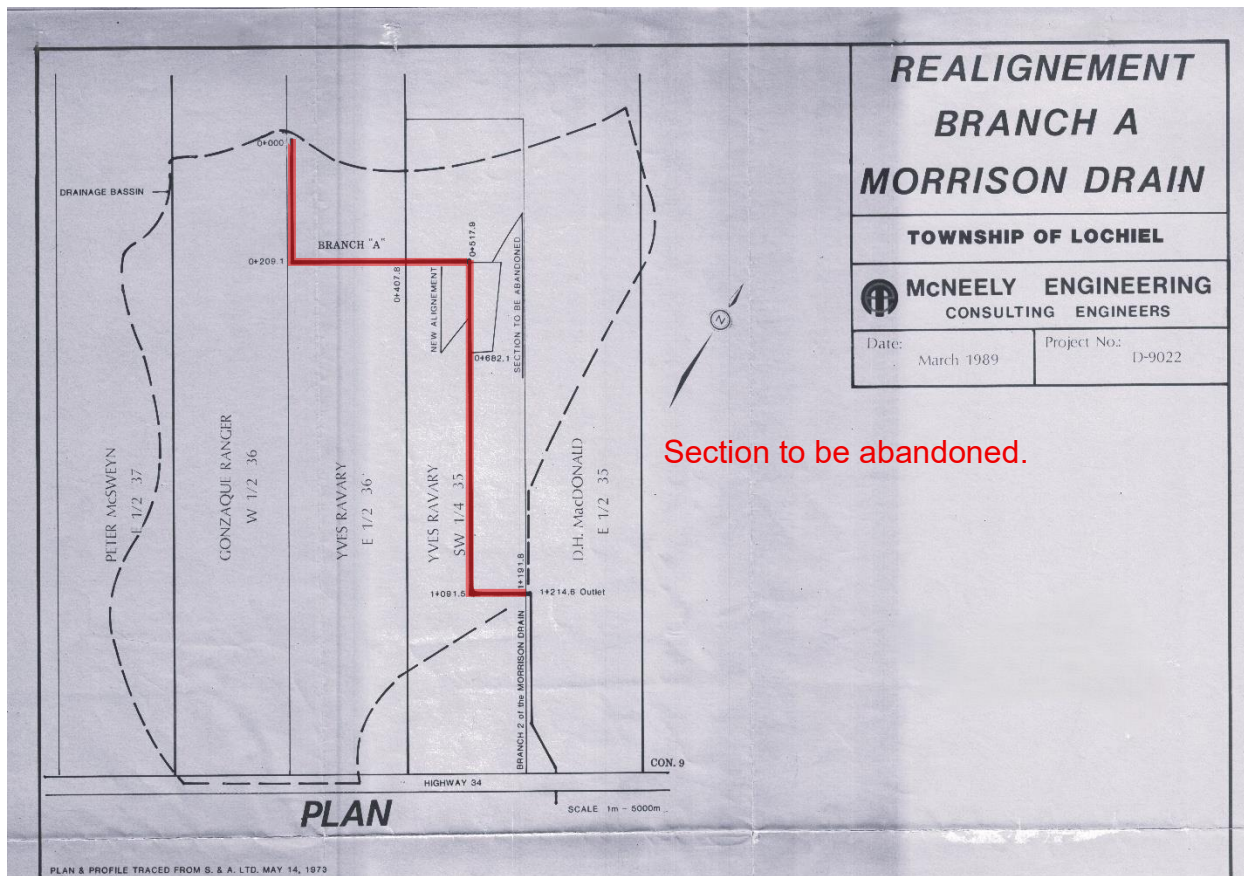 REALIGNEMENT
BRANCH A
MORRISON DRAIN
TOWNSHIP OF LOCHIEL
McNEELY ENGINEERING
CONSULTING ENGINEERS
Date:
March 1989
Project No.:
D-9022
0+000
DRAINAGE BASSIN
BRANCH "A"
0+209.1
0+407.8
0+517.9
NEW ALIGNEMENT
SECTION TO BE ABANDONED
0+682.1
N
Section to be abandoned.
PETER McSWEYN
E 1/2 37
GONZAQUE RANGER
W 1/2 36
YVES RAVARY
E 1/2 36
YVES RAVARY
SW 1/4 35
D.H. MacDONALD
E 1/2 35
1+091.5
1+191.8
1+214.6 Outlet
BRANCH 2 of the MORRISON DRAIN
CON. 9
HIGHWAY 34
PLAN
SCALE 1m - 5000m
PLAN & PROFILE TRACED FROM S. & A. LTD. MAY 14, 1973